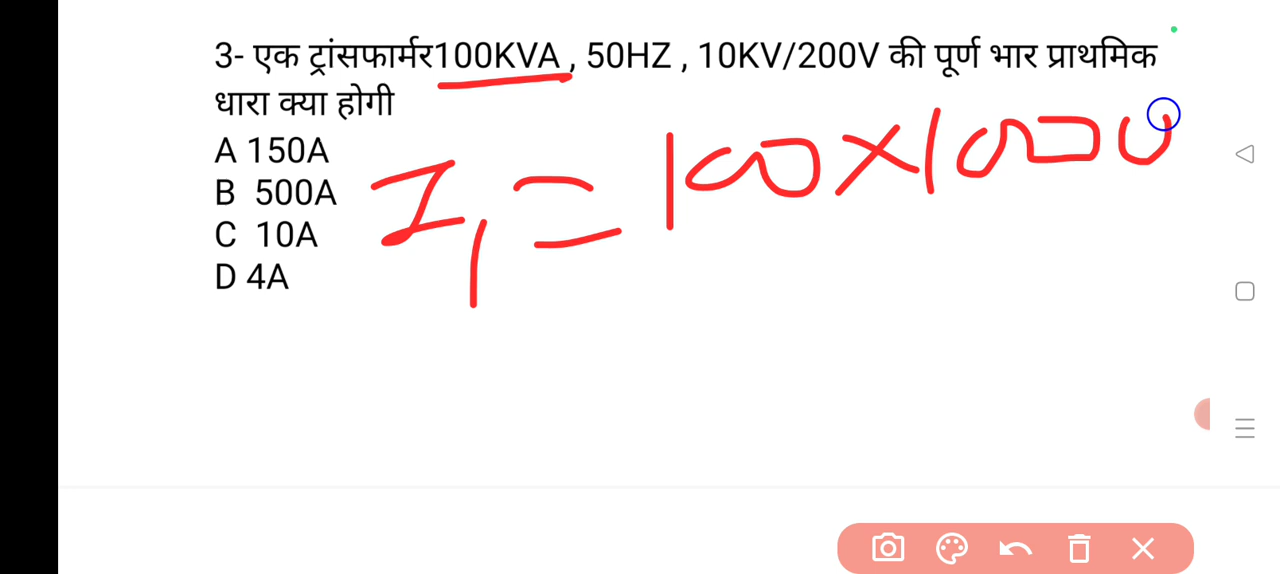 3- एक ट्रांसफार्मर100KVA , 50HZ , 10KV/200V की पूर्ण भार प्राथमिक
धारा क्या होगी
A 150A
B 500A
C 10A
D 4A
I₁ = 100 × 1000